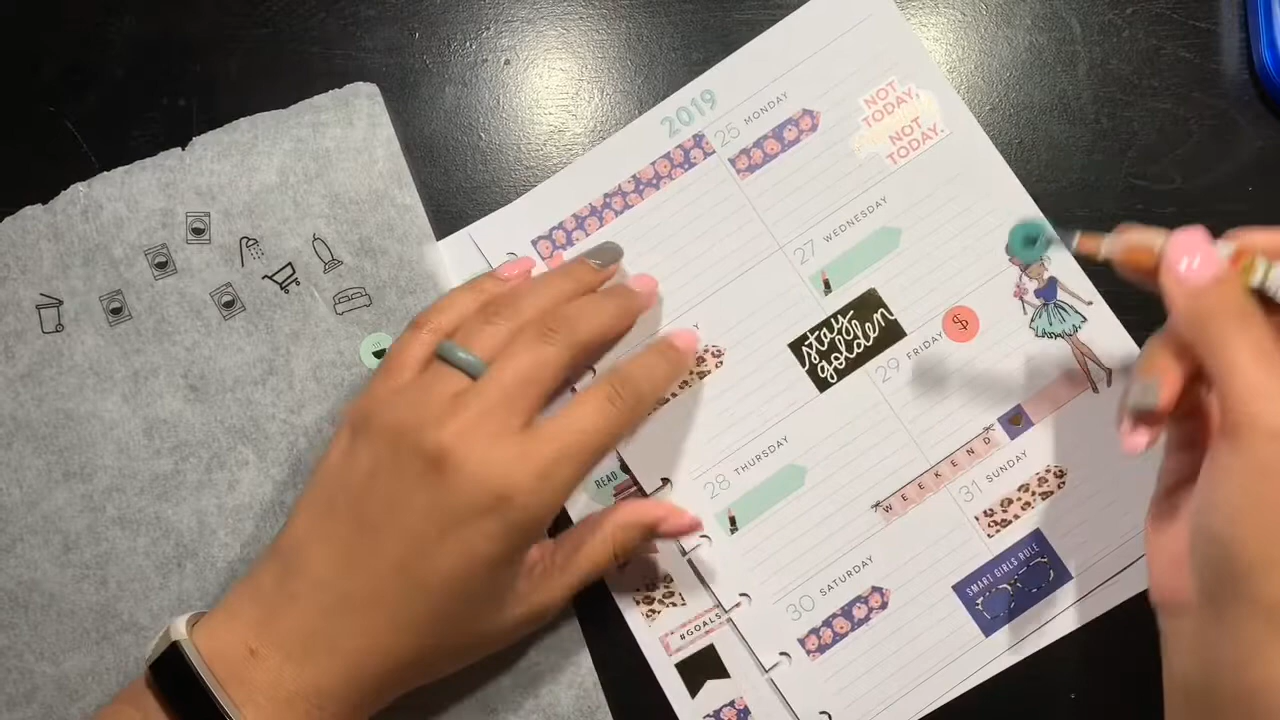 2019
25 MONDAY
NOT
TODAY,
NOT
TODAY.
27 WEDNESDAY
stay
golden
29 FRIDAY
$
28 THURSDAY
WEEKEND
31 SUNDAY
READ
SMART GIRLS RULE
30 SATURDAY
#GOALS